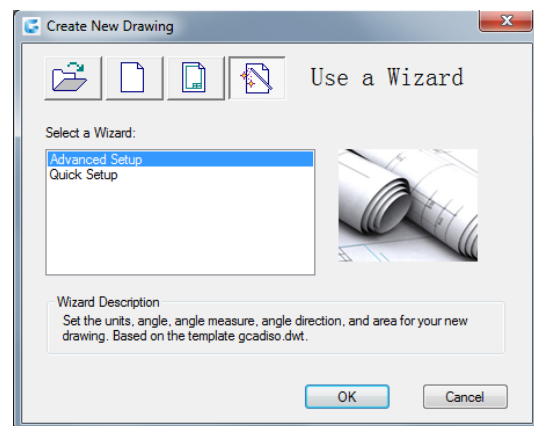 Create New Drawing
Use a Wizard
Select a Wizard:
Advanced Setup
Quick Setup
Wizard Description
Set the units, angle, angle measure, angle direction, and area for your new
drawing. Based on the template gcadiso.dwt.
OK
Cancel